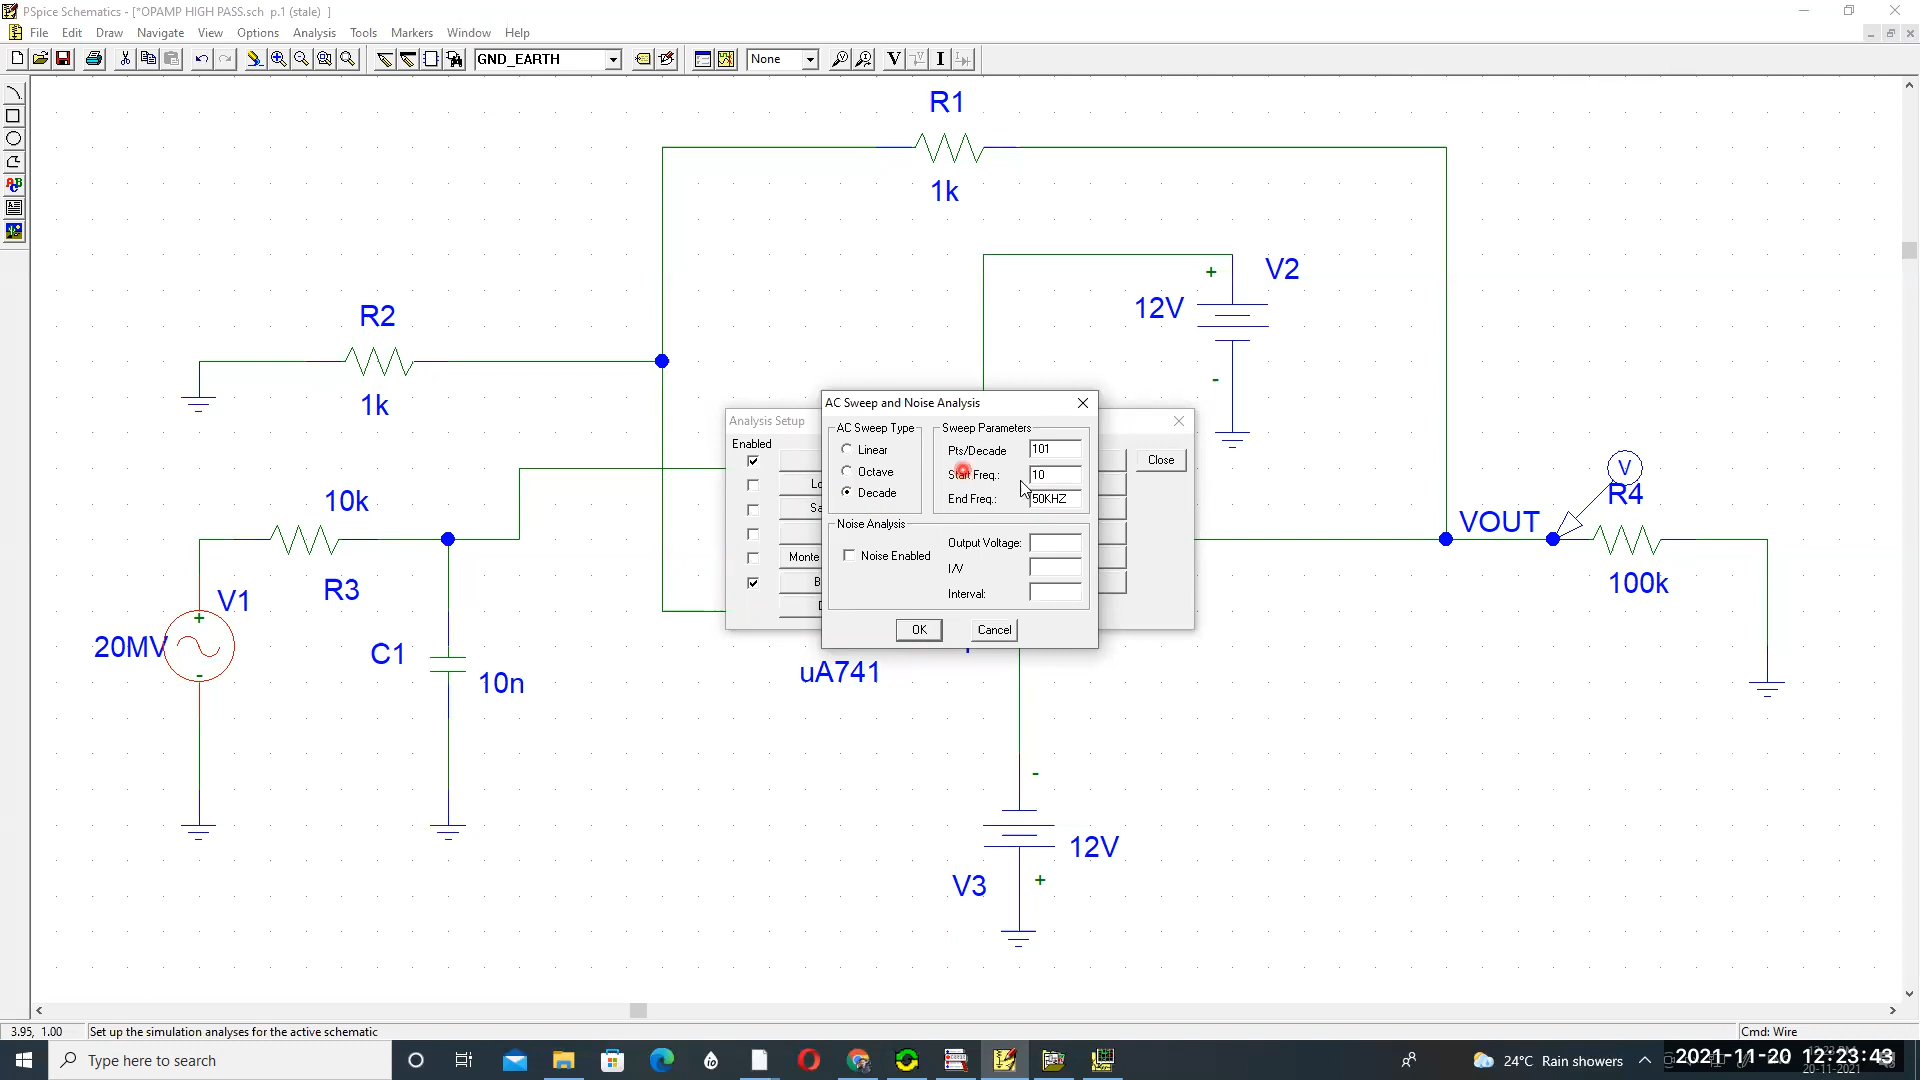 PSpice Schematics - [*OPAMP HIGH PASS.sch p.1 (stale) ]
File Edit Draw Navigate View Options Analysis Tools Markers Window Help
GND_EARTH
None
V
I
R1
1k
R2
1k
V2
12V
+
-
10k
R3
V1
20MV
+
-
C1
10n
uA741
-
12V
V3
+
VOUT
V
R4
100k
Analysis Setup
Enabled
Close
Monte
AC Sweep and Noise Analysis
AC Sweep Type
Linear
Octave
Decade
Sweep Parameters
Pts/Decade 101
Start Freq.: 10
End Freq.: 50KHZ
Noise Analysis
Noise Enabled
Output Voltage:
I/V
Interval:
OK
Cancel
3.95, 1.00 Set up the simulation analyses for the active schematic
Cmd: Wire
Type here to search
24°C Rain showers
2021-11-20 12:23:43
20-11-2021